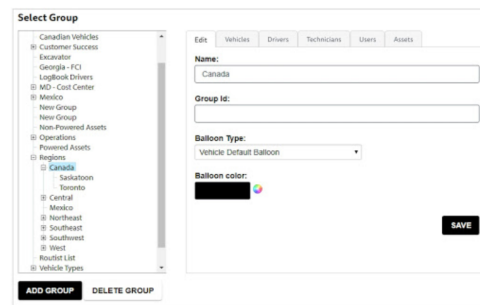 Select Group
Canadian Vehicles
Customer Success
Excavator
Georgia - FCI
LogBook Drivers
MD - Cost Center
Mexico
New Group
New Group
Non-Powered Assets
Operations
Powered Assets
Regions
Canada
Saskatoon
Toronto
Central
Mexico
Northeast
Southeast
Southwest
West
Routist List
Vehicle Types
ADD GROUP DELETE GROUP
Edit Vehicles Drivers Technicians Users Assets
Name:
Canada
Group Id:
Balloon Type:
Vehicle Default Balloon
Balloon color:
SAVE